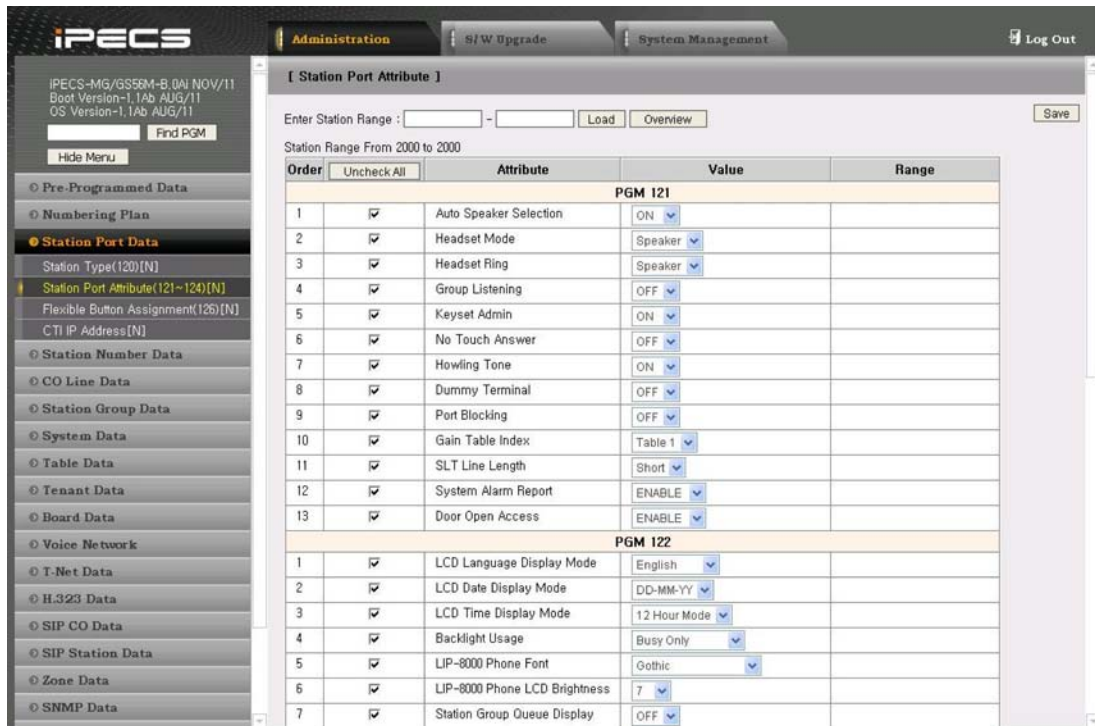 iPECS
Administration
S/W Upgrade
System Management
Log Out
iPECS-MG/GS56M-B.0Ai NOV/11
Boot Version-1.1Ab AUG/11
OS Version-1.1Ab AUG/11
Find PGM
Hide Menu
Pre-Programmed Data
Numbering Plan
Station Port Data
Station Type(120)[N]
Station Port Attribute(121~124)[N]
Flexible Button Assignment(126)[N]
CTI IP Address[N]
Station Number Data
CO Line Data
Station Group Data
System Data
Table Data
Tenant Data
Board Data
Voice Network
T-Net Data
H.323 Data
SIP CO Data
SIP Station Data
Zone Data
SNMP Data
[ Station Port Attribute ]
Enter Station Range : - Load Overview Save
Station Range From 2000 to 2000
Order Uncheck All Attribute Value Range
PGM 121
1 Auto Speaker Selection ON
2 Headset Mode Speaker
3 Headset Ring Speaker
4 Group Listening OFF
5 Keyset Admin ON
6 No Touch Answer OFF
7 Howling Tone ON
8 Dummy Terminal OFF
9 Port Blocking OFF
10 Gain Table Index Table 1
11 SLT Line Length Short
12 System Alarm Report ENABLE
13 Door Open Access ENABLE
PGM 122
1 LCD Language Display Mode English
2 LCD Date Display Mode DD-MM-YY
3 LCD Time Display Mode 12 Hour Mode
4 Backlight Usage Busy Only
5 LIP-8000 Phone Font Gothic
6 LIP-8000 Phone LCD Brightness 7
7 Station Group Queue Display OFF